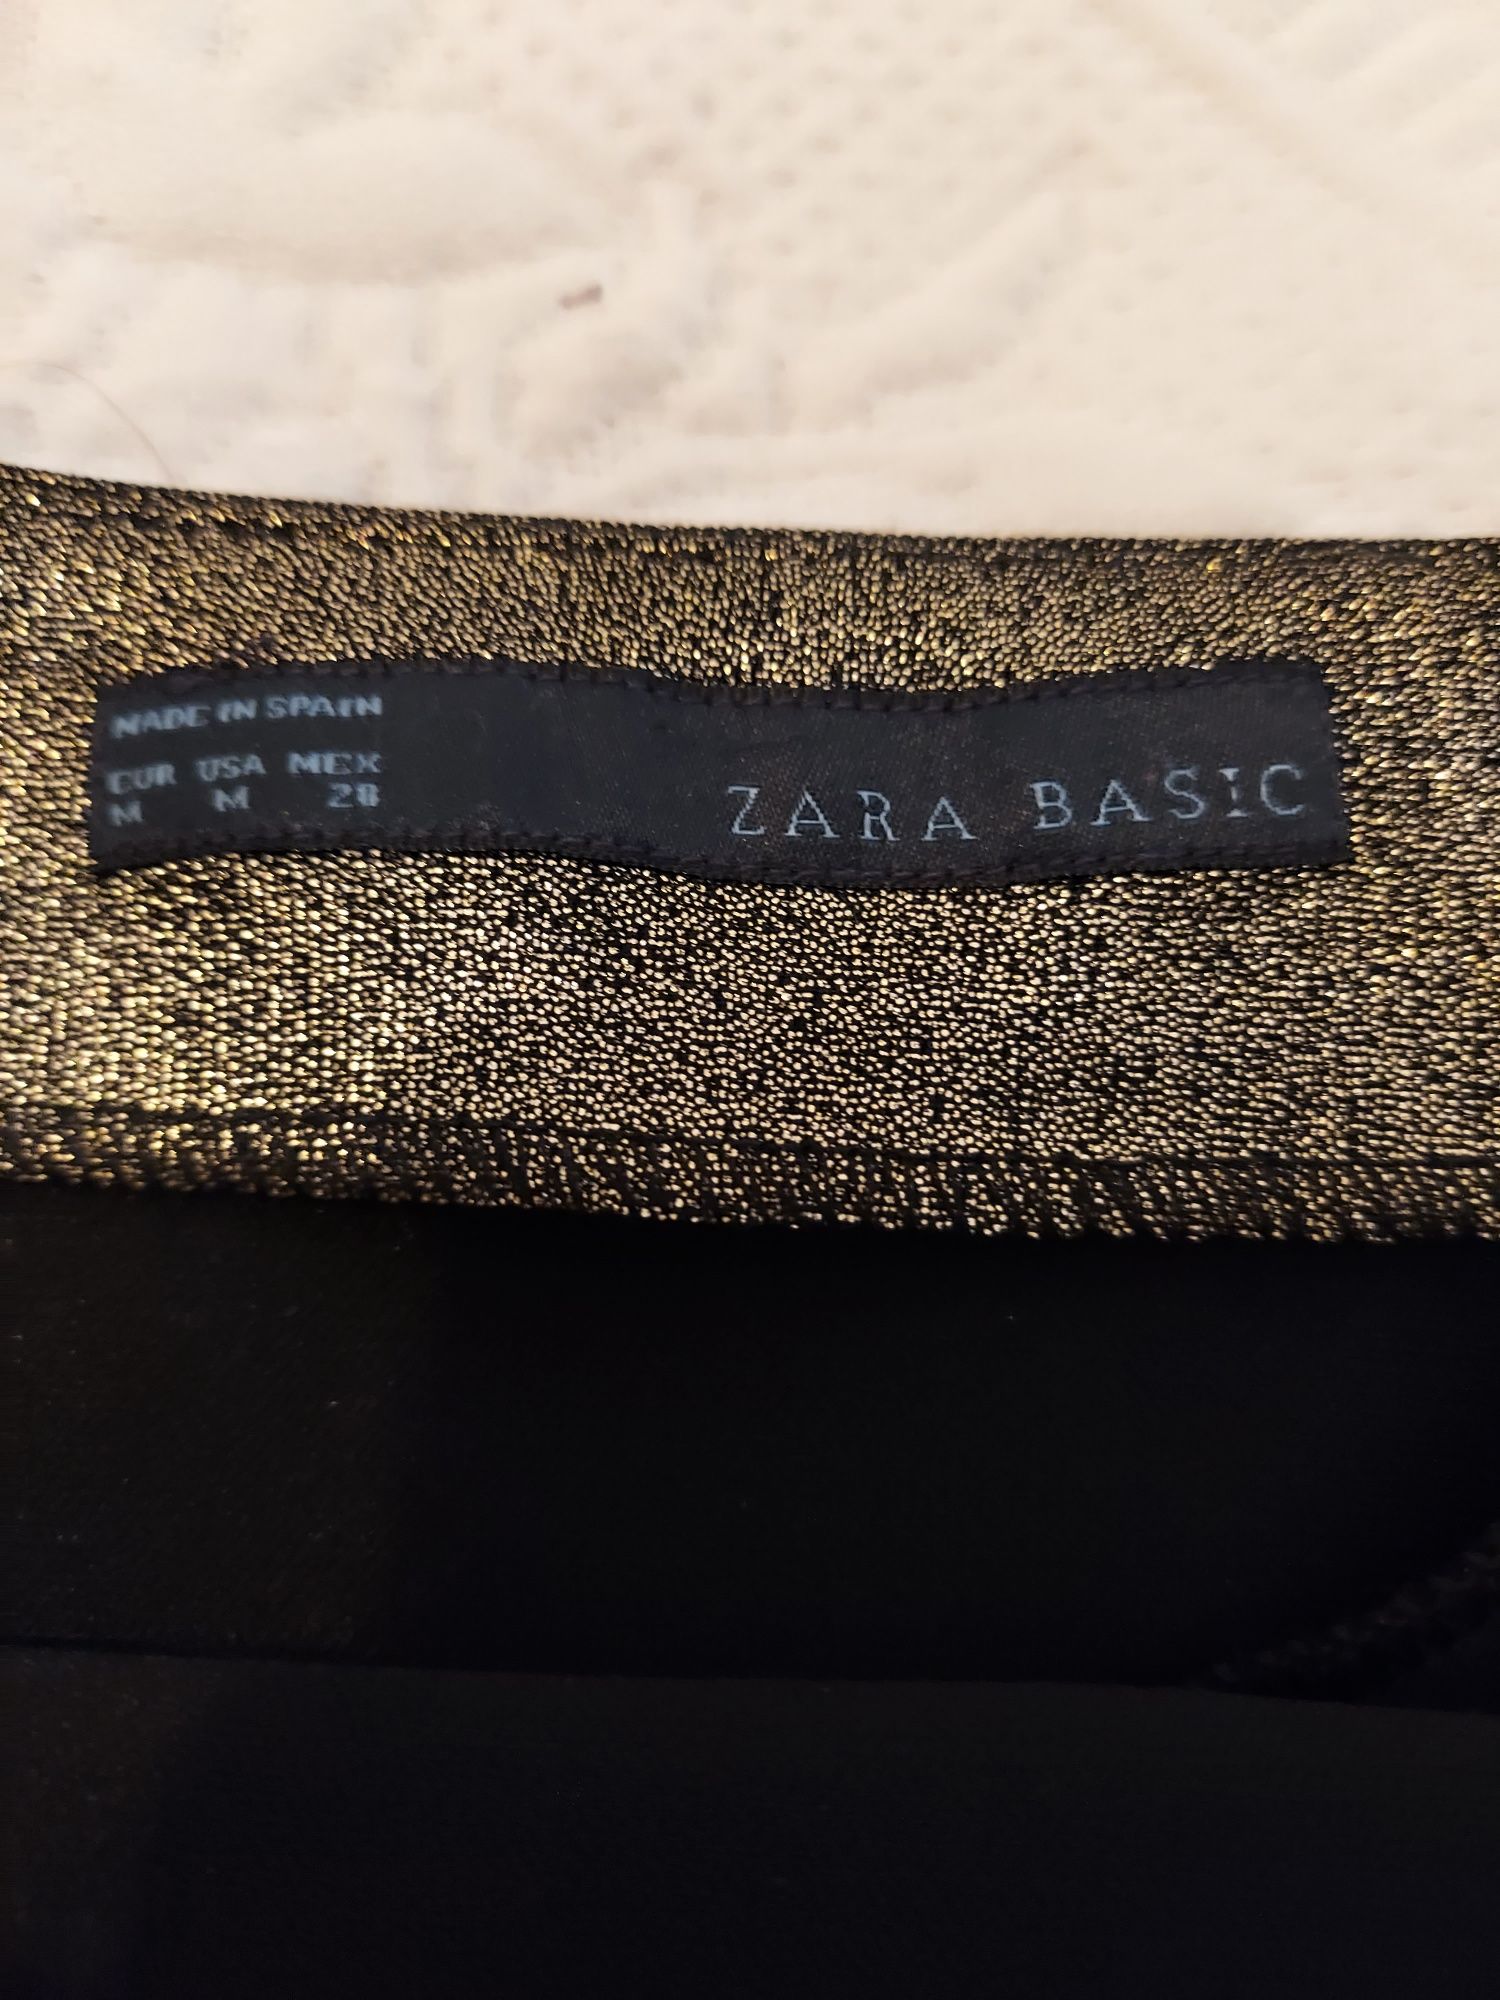 MADE IN SPAIN
EUR USA MEX
M M 28
ZARA BASIC